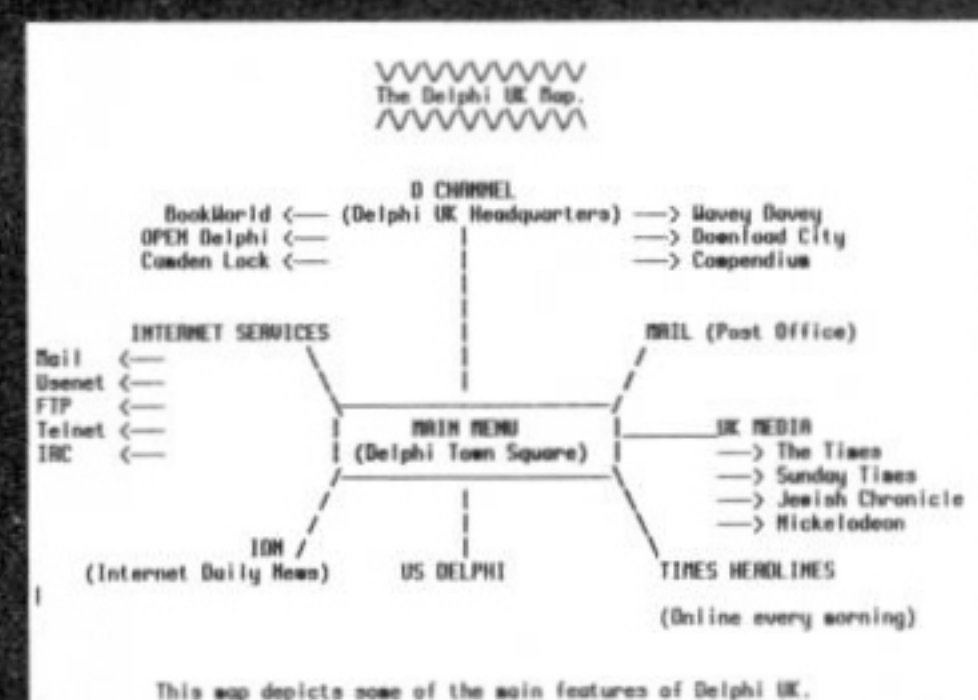 The Delphi UK Map.
D CHANNEL
BookWorld <— (Delphi UK Headquarters) —> Wavey Davey
OPEN Delphi <— —> Download City
Camden Lock <— —> Compendium
INTERNET SERVICES
MAIL (Post Office)
Mail <—
Usenet <—
FTP <—
Telnet <—
IRC <—
MAIN MENU
(Delphi Town Square)
UK MEDIA
—> The Times
—> Sunday Times
—> Jewish Chronicle
—> Nickelodeon
ION
(Internet Daily News)
US DELPHI
TIMES HEADLINES
(Online every morning)
This map depicts some of the main features of Delphi UK.